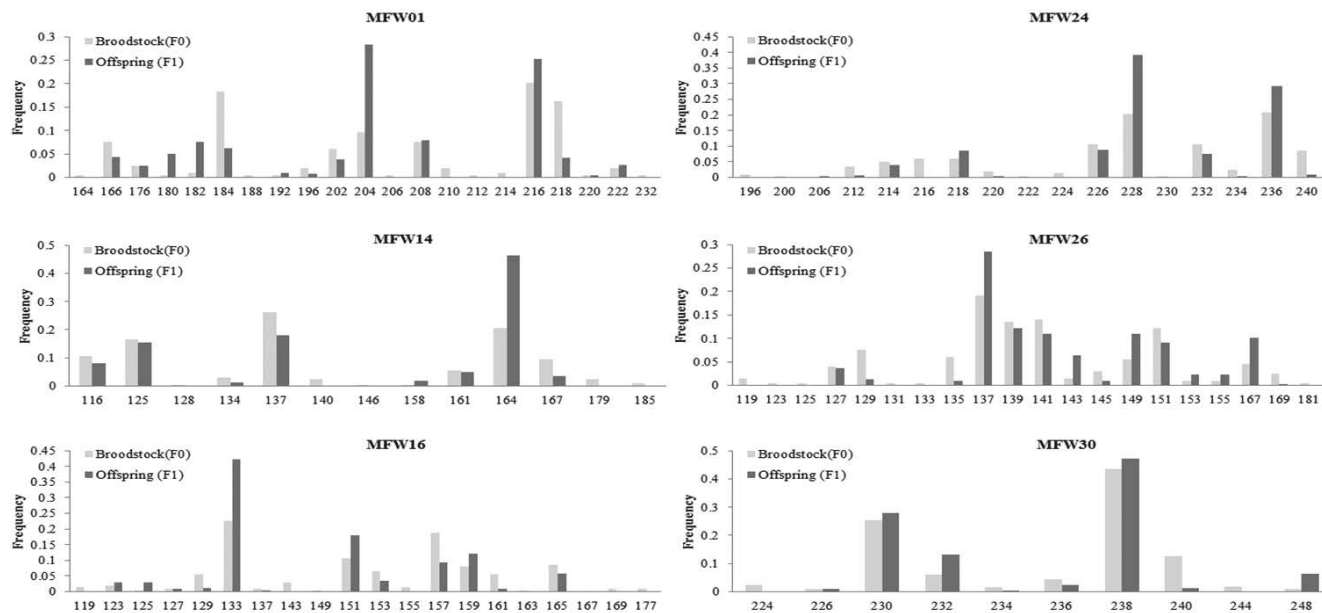 MFW01
Broodstock(F0)
Offspring (F1)
Frequency
0.3
0.25
0.2
0.15
0.1
0.05
0
164 166 176 180 182 184 188 192 196 202 204 206 208 210 212 214 216 218 220 222 232
MFW24
Broodstock(F0)
Offspring (F1)
Frequency
0.5
0.45
0.4
0.35
0.3
0.25
0.2
0.15
0.1
0.05
0
196 200 206 212 214 216 218 220 222 224 226 228 230 232 234 236 240
MFW14
Broodstock(F0)
Offspring (F1)
Frequency
0.5
0.4
0.3
0.2
0.1
0
116 125 128 134 137 140 146 158 161 164 167 179 185
MFW26
Broodstock(F0)
Offspring (F1)
Frequency
0.3
0.25
0.2
0.15
0.1
0.05
0
119 123 125 127 129 131 133 135 137 139 141 143 145 149 151 153 155 167 169 181
MFW16
Broodstock(F0)
Offspring (F1)
Frequency
0.45
0.4
0.35
0.3
0.25
0.2
0.15
0.1
0.05
0
119 123 125 127 129 133 137 143 149 151 153 155 157 159 161 163 165 167 169 177
MFW30
Broodstock(F0)
Offspring (F1)
Frequency
0.5
0.4
0.3
0.2
0.1
0
224 226 230 232 234 236 238 240 244 248